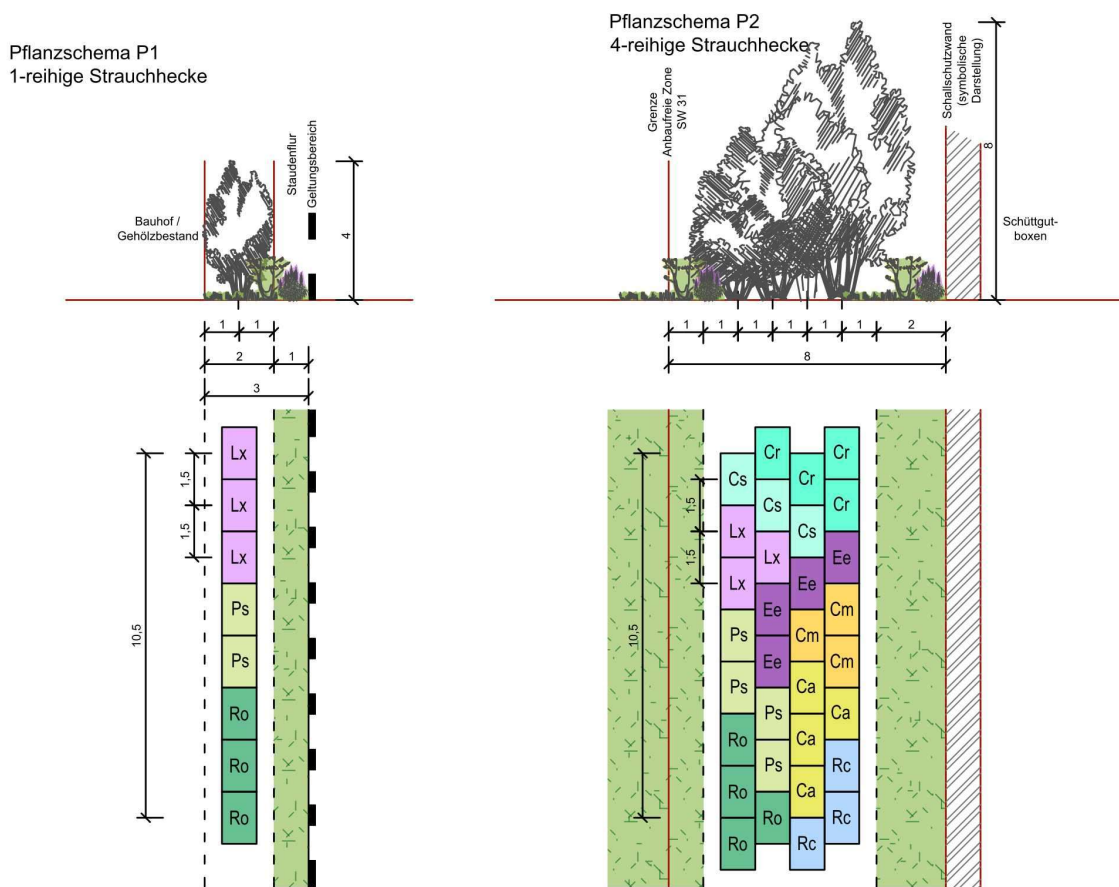 Pflanzschema P1
1-reihige Strauchhecke
Bauhof /
Gehölzbestand
Staudenflur
Geltungsbereich
4
1
1
2
1
3
10,5
1,5
1,5
Lx
Lx
Lx
Ps
Ps
Ro
Ro
Ro
Pflanzschema P2
4-reihige Strauchhecke
Grenze
Anbaufreie Zone
SW 31
Schallschutzwand
(symbolische
Darstellung)
8
Schüttgut-
boxen
1
1
1
1
1
1
2
8
10,5
1,5
1,5
Cs
Lx
Lx
Ps
Ps
Ro
Ro
Ro
Cr
Cs
Lx
Ee
Ee
Ps
Ps
Ro
Cr
Cs
Ee
Cm
Ca
Ca
Ca
Rc
Cr
Cr
Ee
Cm
Cm
Ca
Rc
Rc